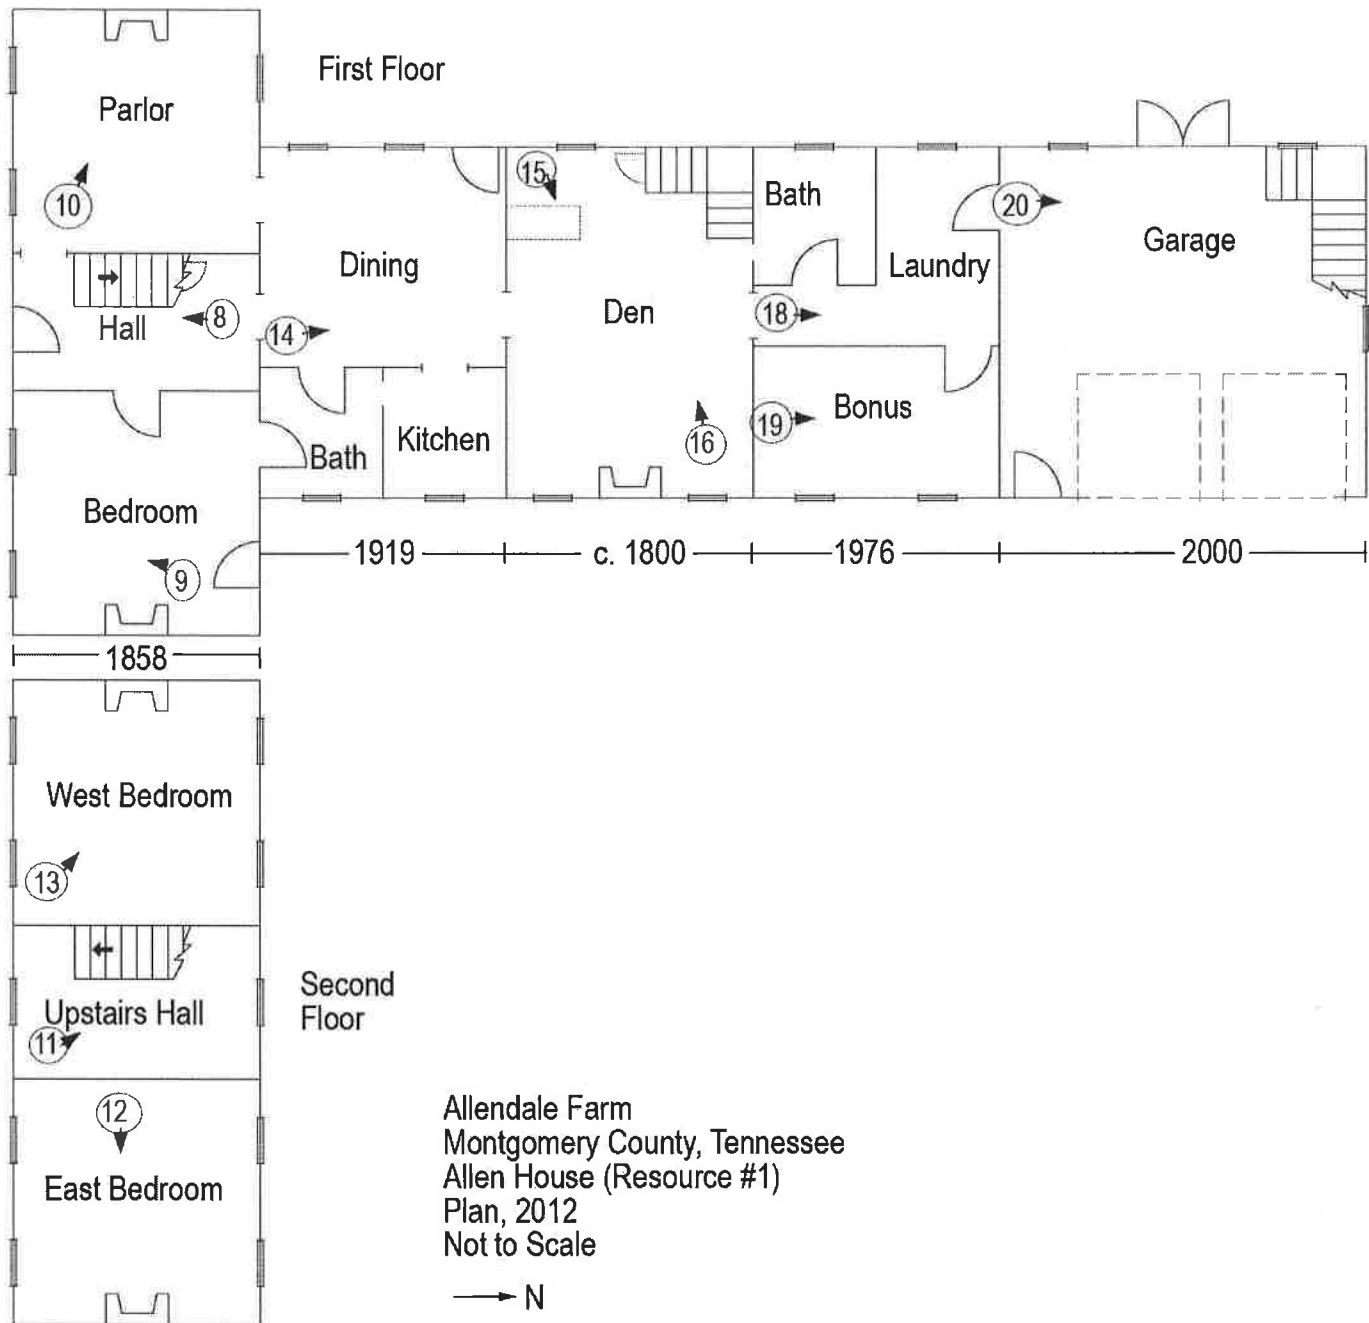 First Floor
Parlor
10
Hall
8
Bedroom
9
1858
Dining
14
Bath
Kitchen
1919
15
Den
16
c. 1800
Bath
Laundry
18
19
Bonus
1976
20
Garage
2000
West Bedroom
13
Upstairs Hall
11
12
East Bedroom
Second
Floor
Allendale Farm
Montgomery County, Tennessee
Allen House (Resource #1)
Plan, 2012
Not to Scale
N